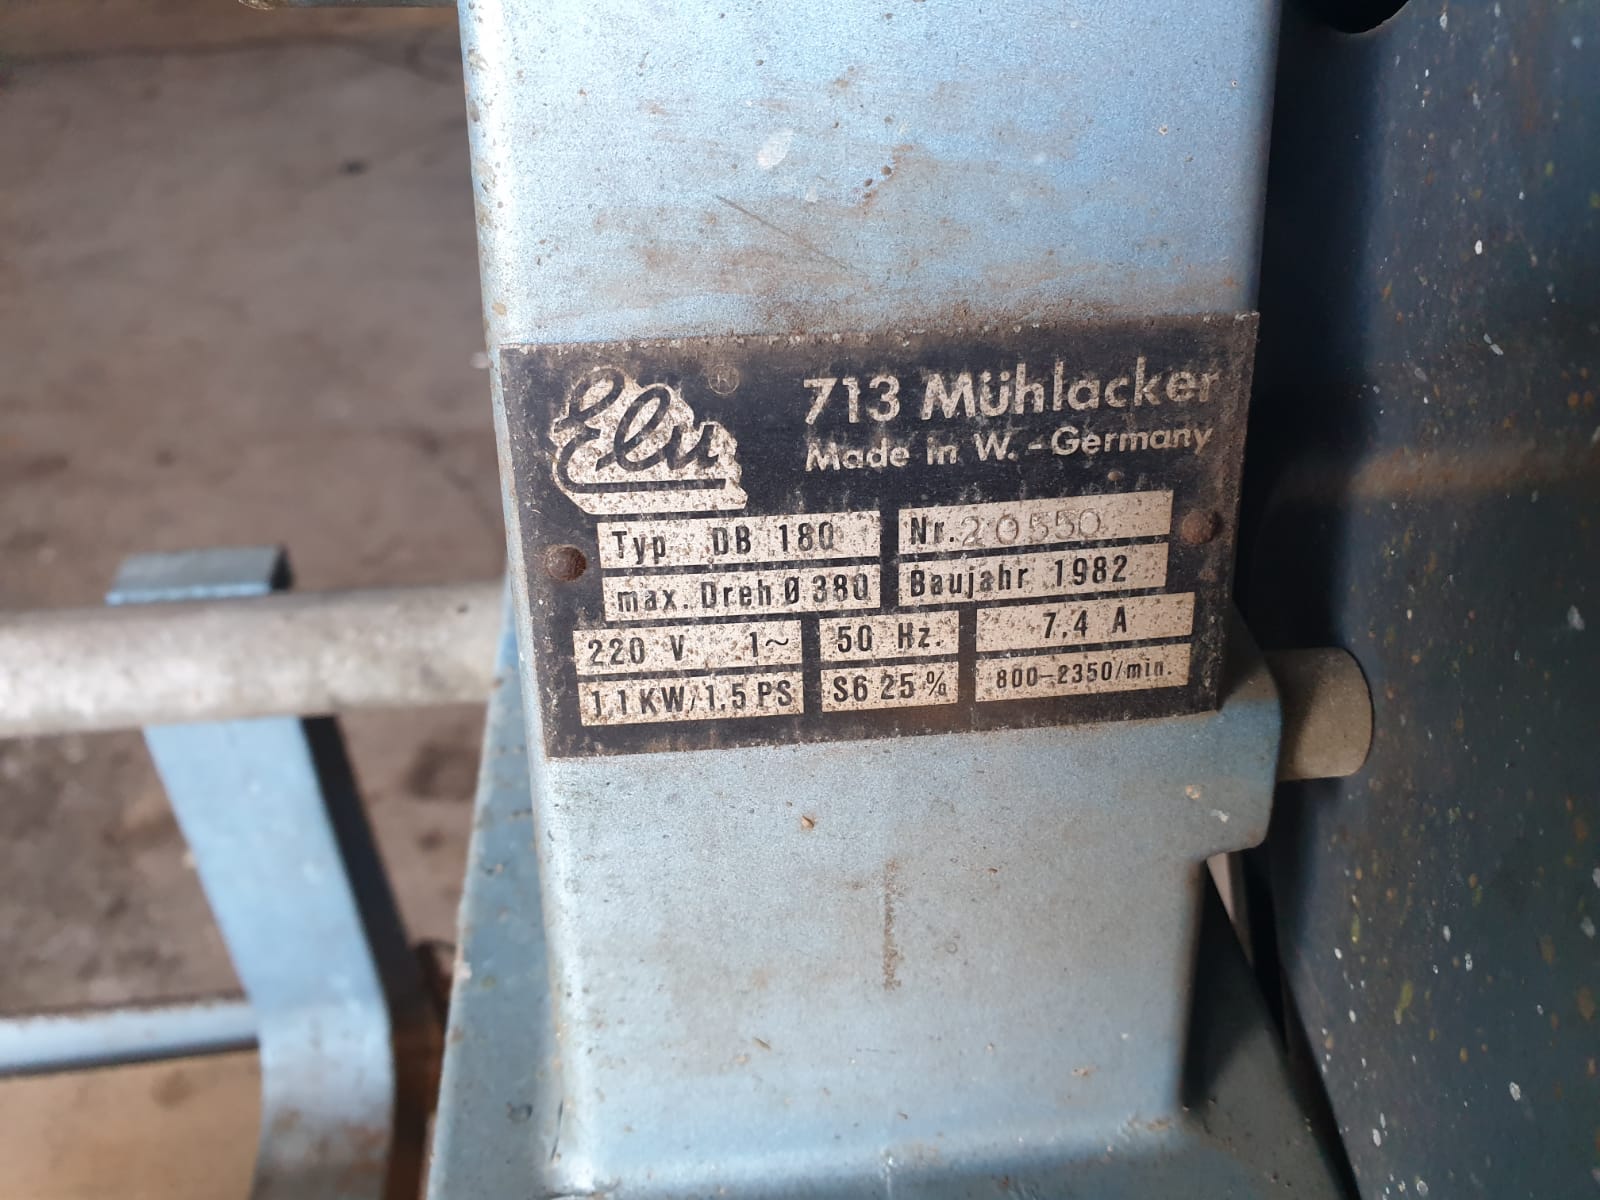 Elu ® 713 Mühlacker
Made in W.-Germany
Typ DB 180 Nr. 20550
max. Dreh Ø 380 Baujahr 1982
220 V 1~ 50 Hz. 7,4 A
1,1 KW/1,5 PS S6 25% 800-2350/min.